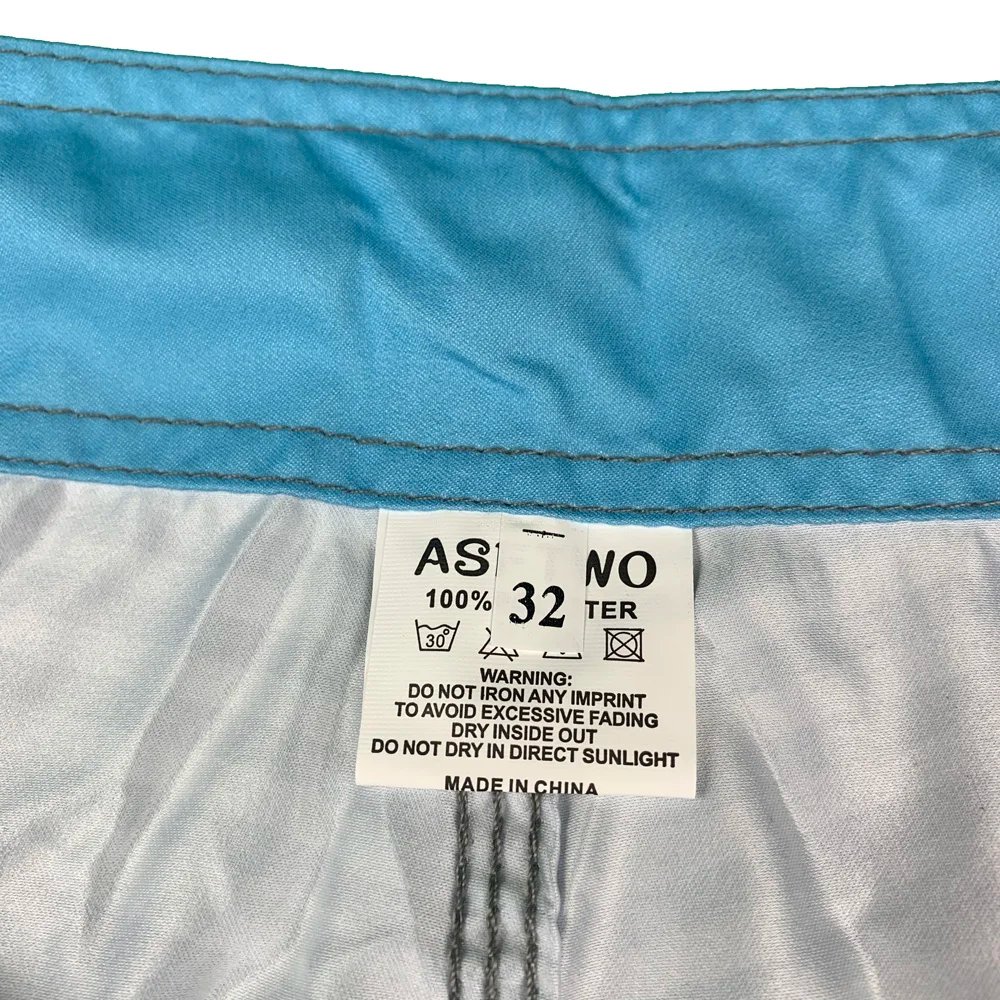 32
100%
30°
WARNING:
DO NOT IRON ANY IMPRINT
TO AVOID EXCESSIVE FADING
DRY INSIDE OUT
DO NOT DRY IN DIRECT SUNLIGHT
MADE IN CHINA